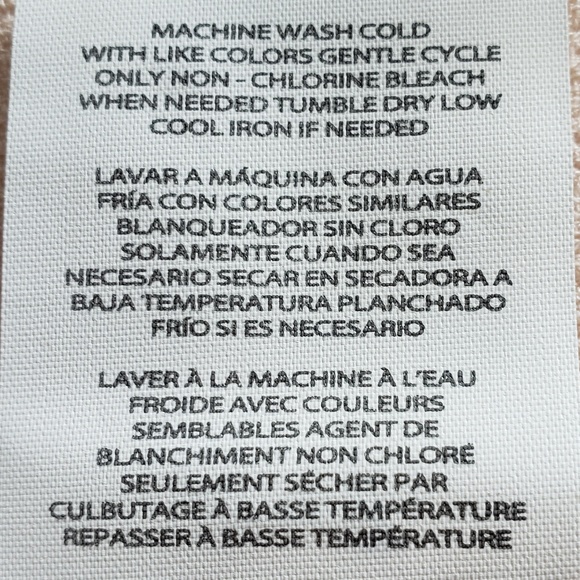 MACHINE WASH COLD
WITH LIKE COLORS GENTLE CYCLE
ONLY NON - CHLORINE BLEACH
WHEN NEEDED TUMBLE DRY LOW
COOL IRON IF NEEDED
LAVAR A MÁQUINA CON AGUA
FRÍA CON COLORES SIMILARES
BLANQUEADOR SIN CLORO
SOLAMENTE CUANDO SEA
NECESARIO SECAR EN SECADORA A
BAJA TEMPERATURA PLANCHADO
FRÍO SI ES NECESARIO
LAVER À LA MACHINE À L'EAU
FROIDE AVEC COULEURS
SEMBLABLES AGENT DE
BLANCHIMENT NON CHLORÉ
SEULEMENT SÉCHER PAR
CULBUTAGE À BASSE TEMPÉRATURE
REPASSER À BASSE TEMPÉRATURE